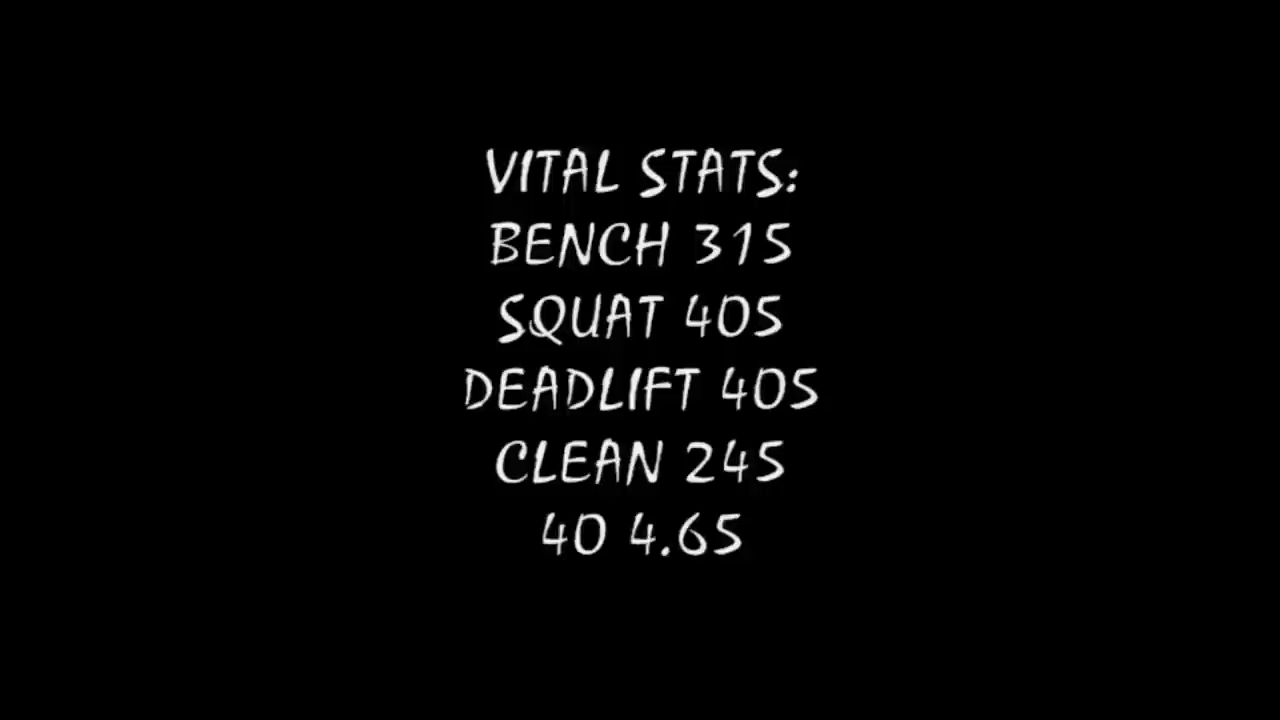 VITAL STATS:
BENCH 315
SQUAT 405
DEADLIFT 405
CLEAN 245
40 4.65